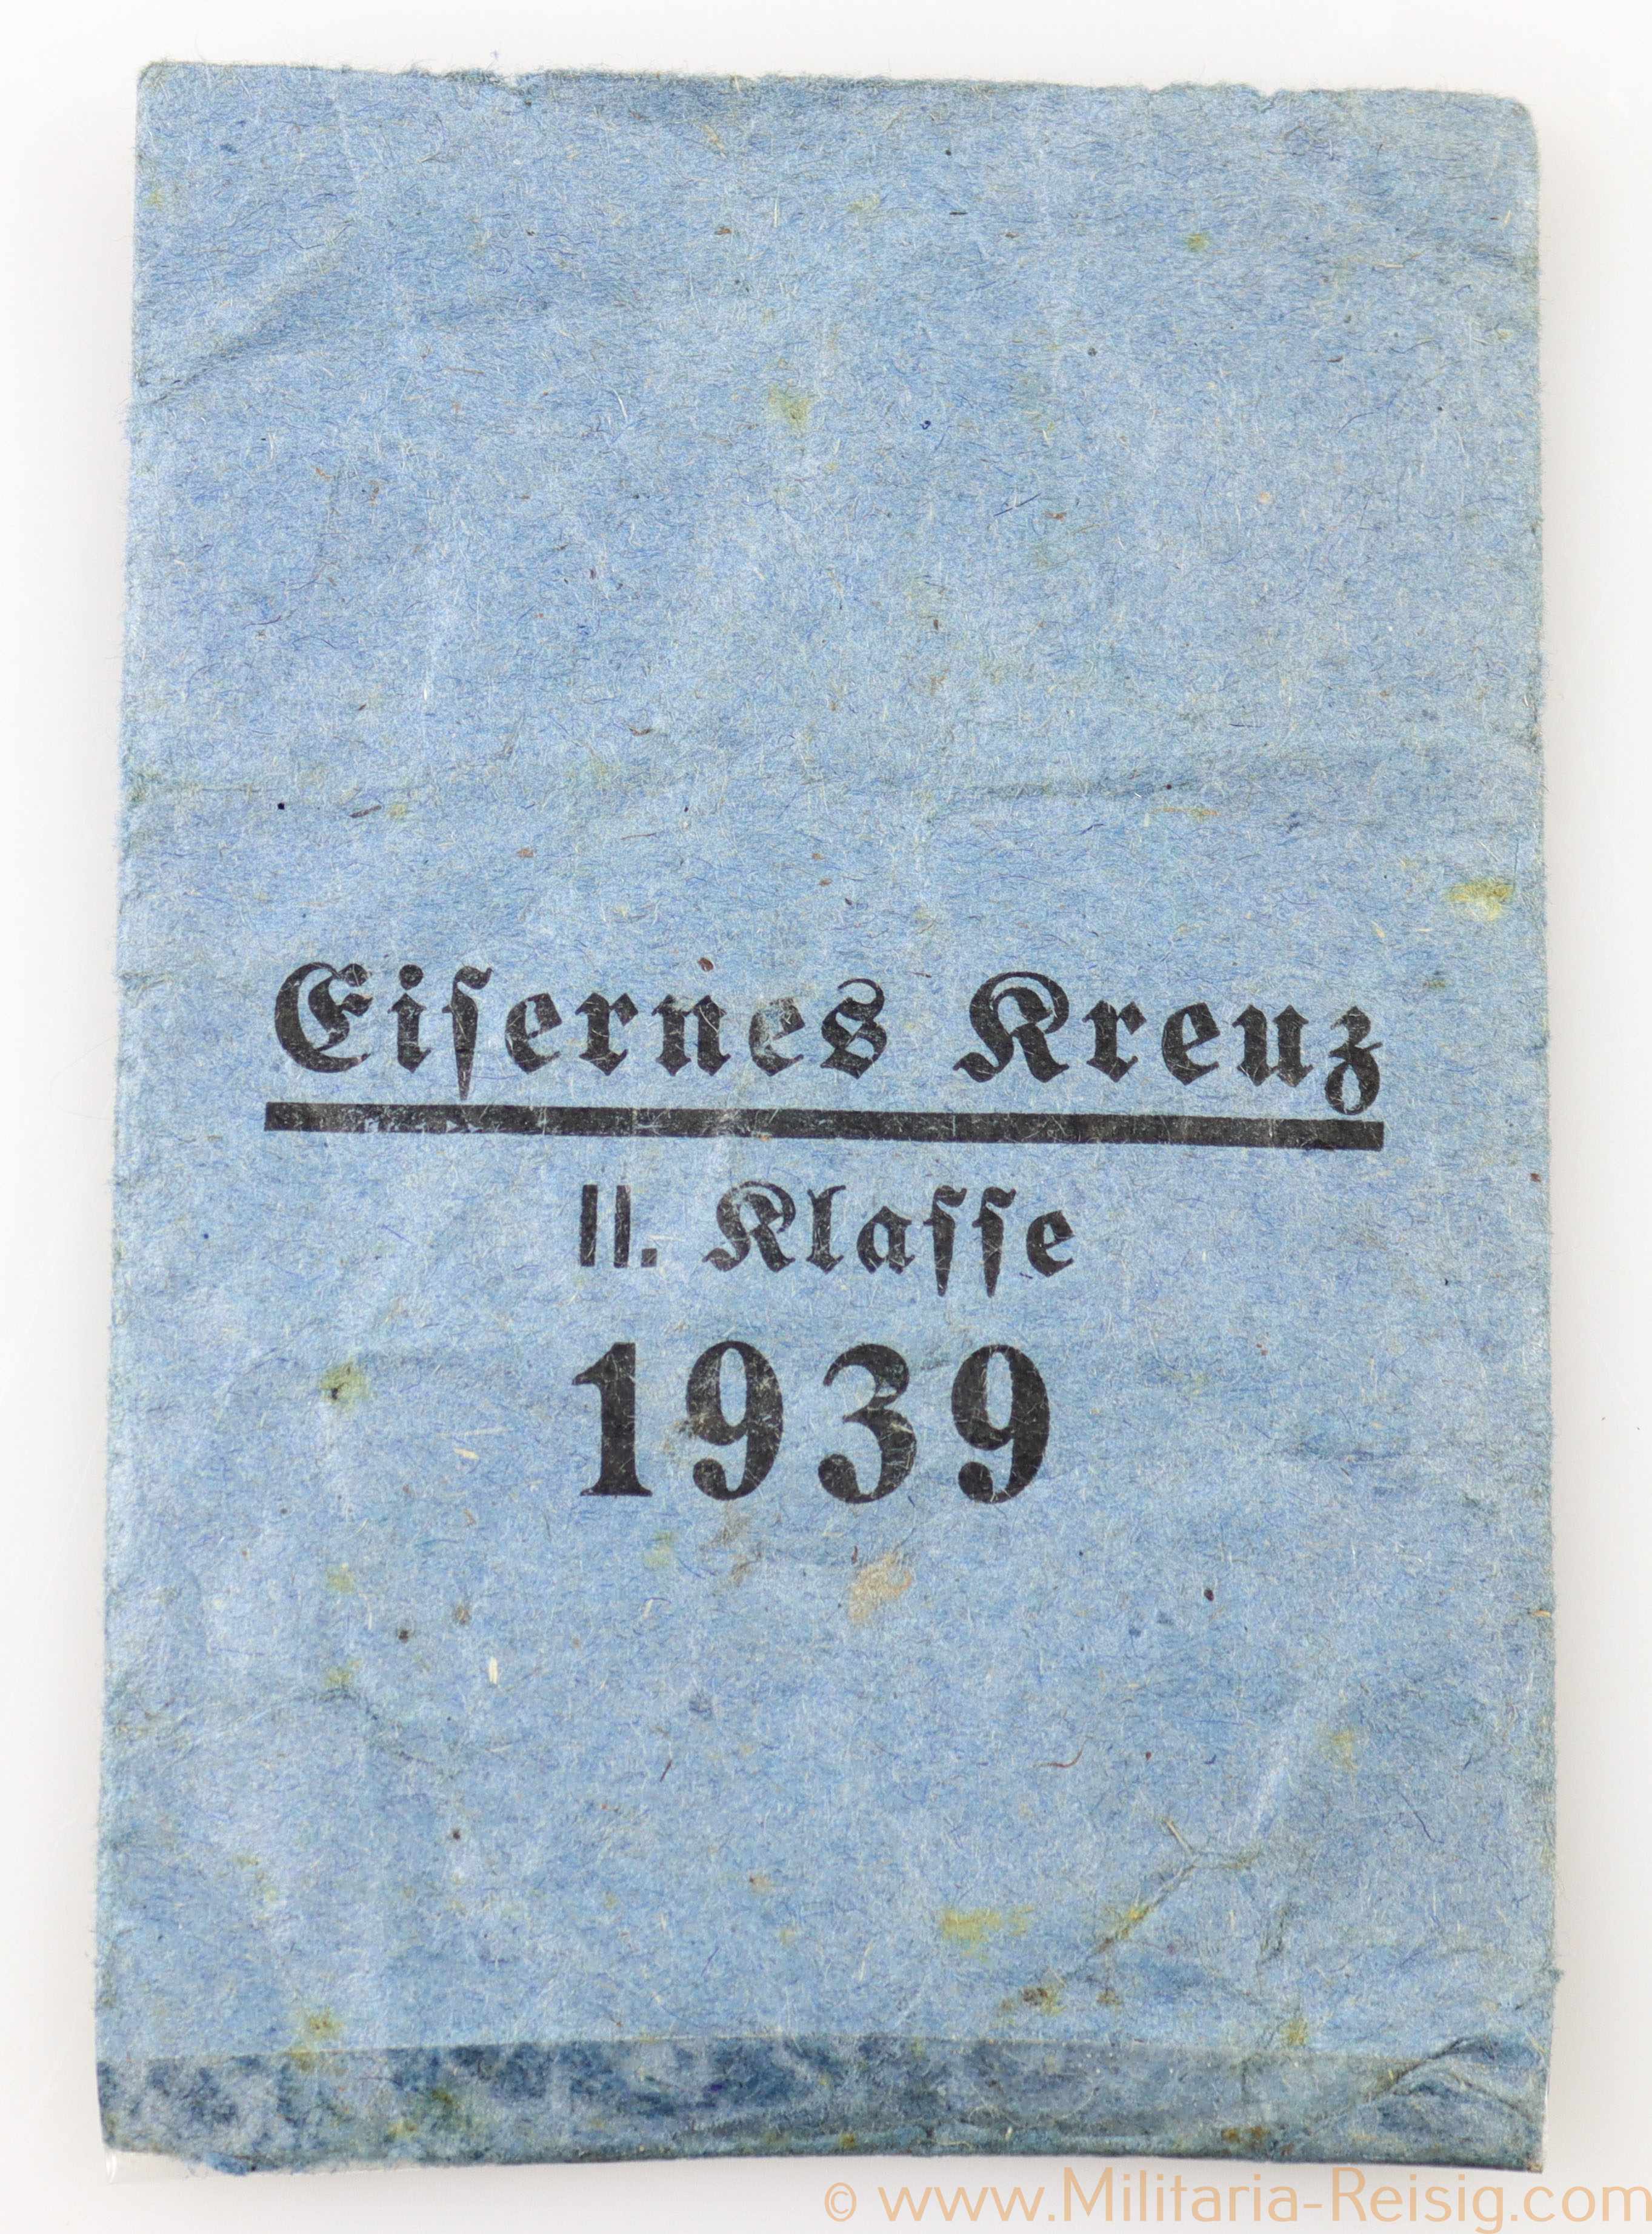 Eiſernes Kreuz
II. Klaſſe
1939
© www.Militaria-Reisig.com